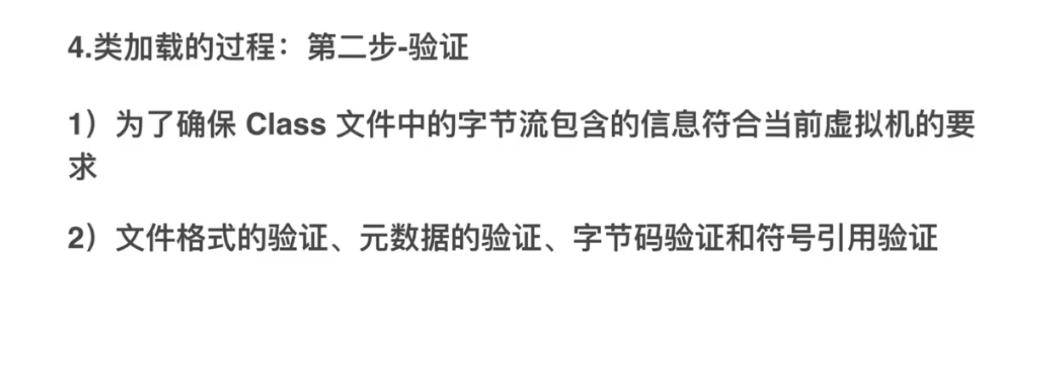 4.类加载的过程：第二步-验证
1）为了确保 Class 文件中的字节流包含的信息符合当前虚拟机的要
求
2）文件格式的验证、元数据的验证、字节码验证和符号引用验证